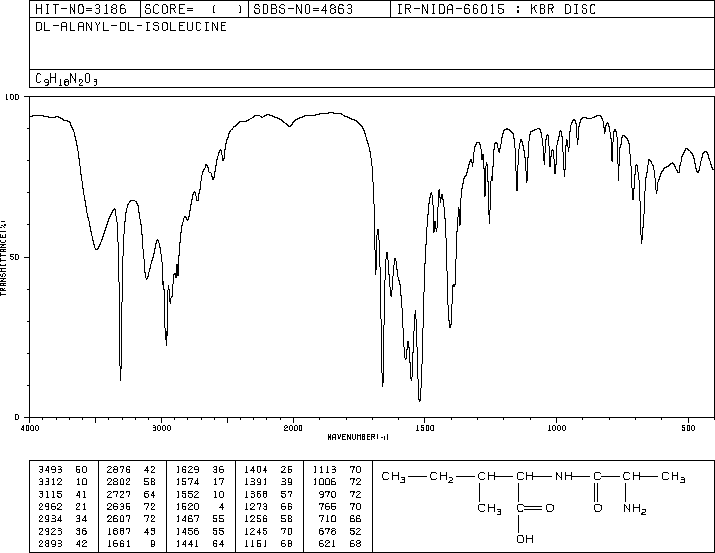 HIT-NO=3186 SCORE= ( ) SDBS-NO=4863 IR-NIDA-66015 : KBR DISC
DL-ALANYL-DL-ISOLEUCINE
C9H18N2O3
100
50
0
TRANSMITTANCE(%)
4000 3000 2000 1500 1000 500
WAVENUMBER(-1)
3493 60 2876 42 1629 36 1404 26 1113 70
3312 10 2802 58 1574 17 1391 39 1006 72
3115 41 2727 64 1552 10 1368 57 970 72
2962 21 2636 72 1520 4 1273 66 766 70
2934 34 2607 72 1467 55 1256 58 710 66
2923 36 1687 43 1456 55 1245 70 678 52
2893 42 1661 9 1441 64 1151 68 621 68
CH3 CH2 CH CH NH C CH CH3
CH3 C O O NH2
OH